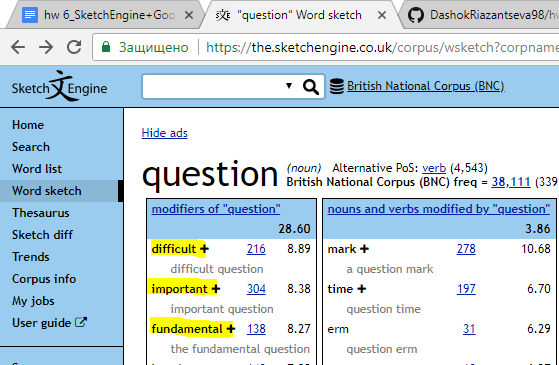 hw 6_SketchEngine+Goo
"question" Word sketch
DashokRiazantseva98/hw
Защищено
https://the.sketchengine.co.uk/corpus/wsketch?corpname
Sketch 文 Engine
British National Corpus (BNC)
Home
Search
Word list
Word sketch
Thesaurus
Sketch diff
Trends
Corpus info
My jobs
User guide
Hide ads
question (noun) Alternative PoS: verb (4,543)
British National Corpus (BNC) freq = 38,111 (339
modifiers of "question"
28.60
difficult + 216 8.89
difficult question
important + 304 8.38
important question
fundamental + 138 8.27
the fundamental question
nouns and verbs modified by "question"
3.86
mark + 278 10.68
a question mark
time + 197 6.70
question time
erm 31 6.29
question erm